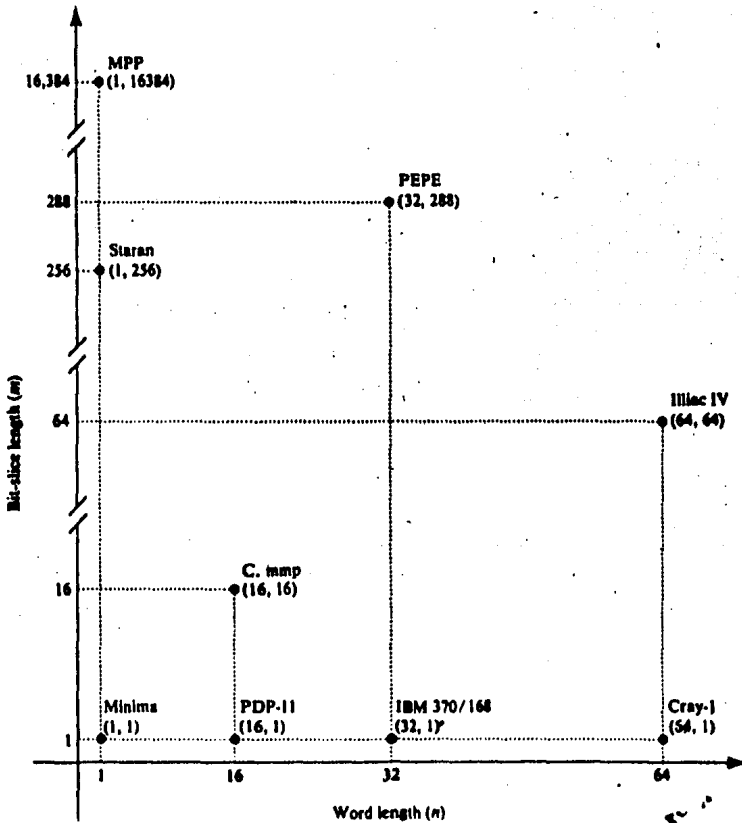 MPP
16,384 (1, 16384)
PEPE
288 (32, 288)
Staran
256 (1, 256)
Illiac IV
64 (64, 64)
Bit-slice length (m)
C. mmp
16 (16, 16)
Minima PDP-11 IBM 370/168 Cray-1
(1, 1) (16, 1) (32, 1) (64, 1)
1
1 16 32 64
Word length (n)